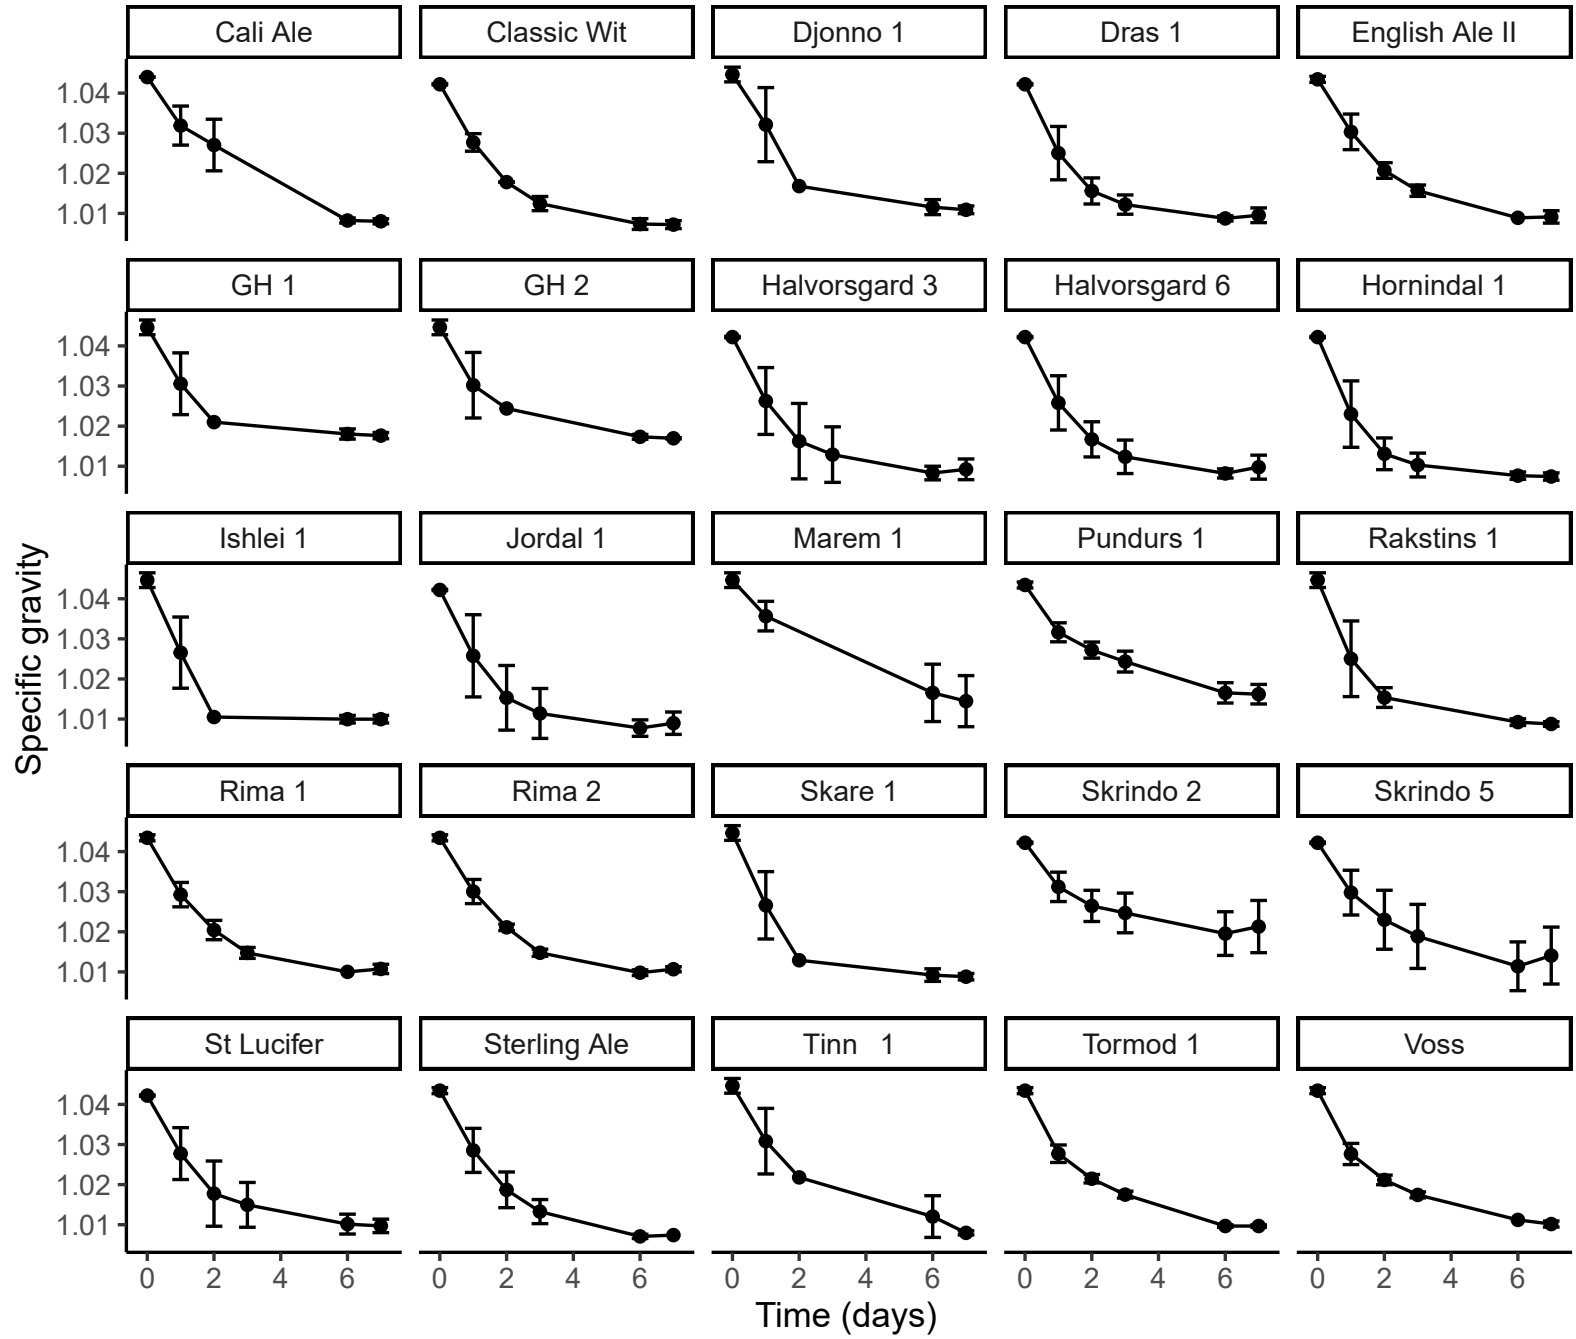 Cali Ale Classic Wit Djonno 1 Dras 1 English Ale II
1.04
1.03
1.02
1.01
GH 1 GH 2 Halvorsgard 3 Halvorsgard 6 Hornindal 1
1.04
1.03
1.02
1.01
Ishlei 1 Jordal 1 Marem 1 Pundurs 1 Rakstins 1
1.04
1.03
1.02
1.01
Specific gravity
Rima 1 Rima 2 Skare 1 Skrindo 2 Skrindo 5
1.04
1.03
1.02
1.01
St Lucifer Sterling Ale Tinn 1 Tormod 1 Voss
1.04
1.03
1.02
1.01
0 2 4 6 0 2 4 6 0 2 4 6 0 2 4 6 0 2 4 6
Time (days)